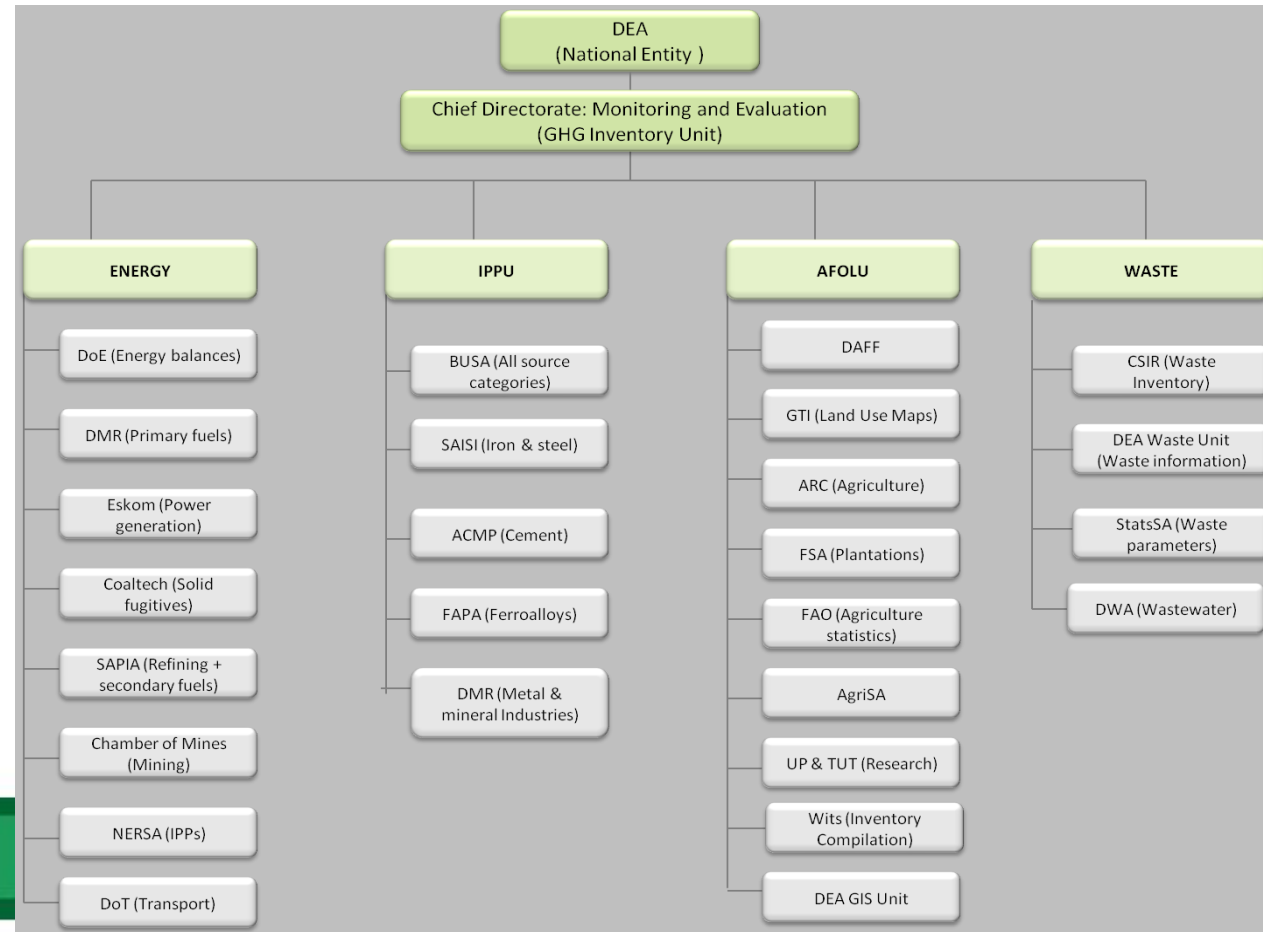 DEA
(National Entity )
Chief Directorate: Monitoring and Evaluation
(GHG Inventory Unit)
ENERGY
DoE (Energy balances)
DMR (Primary fuels)
Eskom (Power
generation)
Coaltech (Solid
fugitives)
SAPIA (Refining +
secondary fuels)
Chamber of Mines
(Mining)
NERSA (IPPs)
DoT (Transport)
IPPU
BUSA (All source
categories)
SAISI (Iron & steel)
ACMP (Cement)
FAPA (Ferroalloys)
DMR (Metal &
mineral Industries)
AFOLU
DAFF
GTI (Land Use Maps)
ARC (Agriculture)
FSA (Plantations)
FAO (Agriculture
statistics)
AgriSA
UP & TUT (Research)
Wits (Inventory
Compilation)
DEA GIS Unit
WASTE
CSIR (Waste
Inventory)
DEA Waste Unit
(Waste information)
StatsSA (Waste
parameters)
DWA (Wastewater)